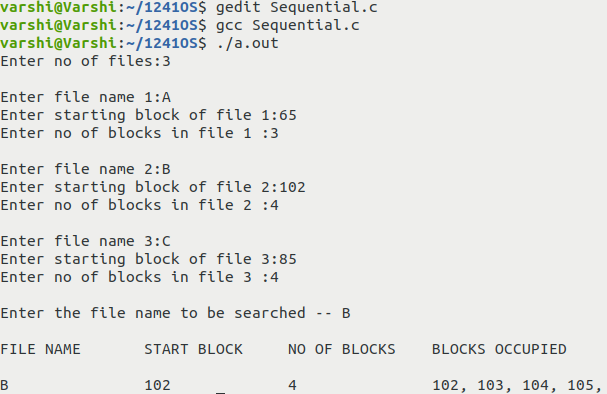 varshi@Varshi:~/1241OS$ gedit Sequential.c
varshi@Varshi:~/1241OS$ gcc Sequential.c
varshi@Varshi:~/1241OS$ ./a.out
Enter no of files:3
Enter file name 1:A
Enter starting block of file 1:65
Enter no of blocks in file 1 :3
Enter file name 2:B
Enter starting block of file 2:102
Enter no of blocks in file 2 :4
Enter file name 3:C
Enter starting block of file 3:85
Enter no of blocks in file 3 :4
Enter the file name to be searched -- B
FILE NAME START BLOCK NO OF BLOCKS BLOCKS OCCUPIED
B 102 4 102, 103, 104, 105,